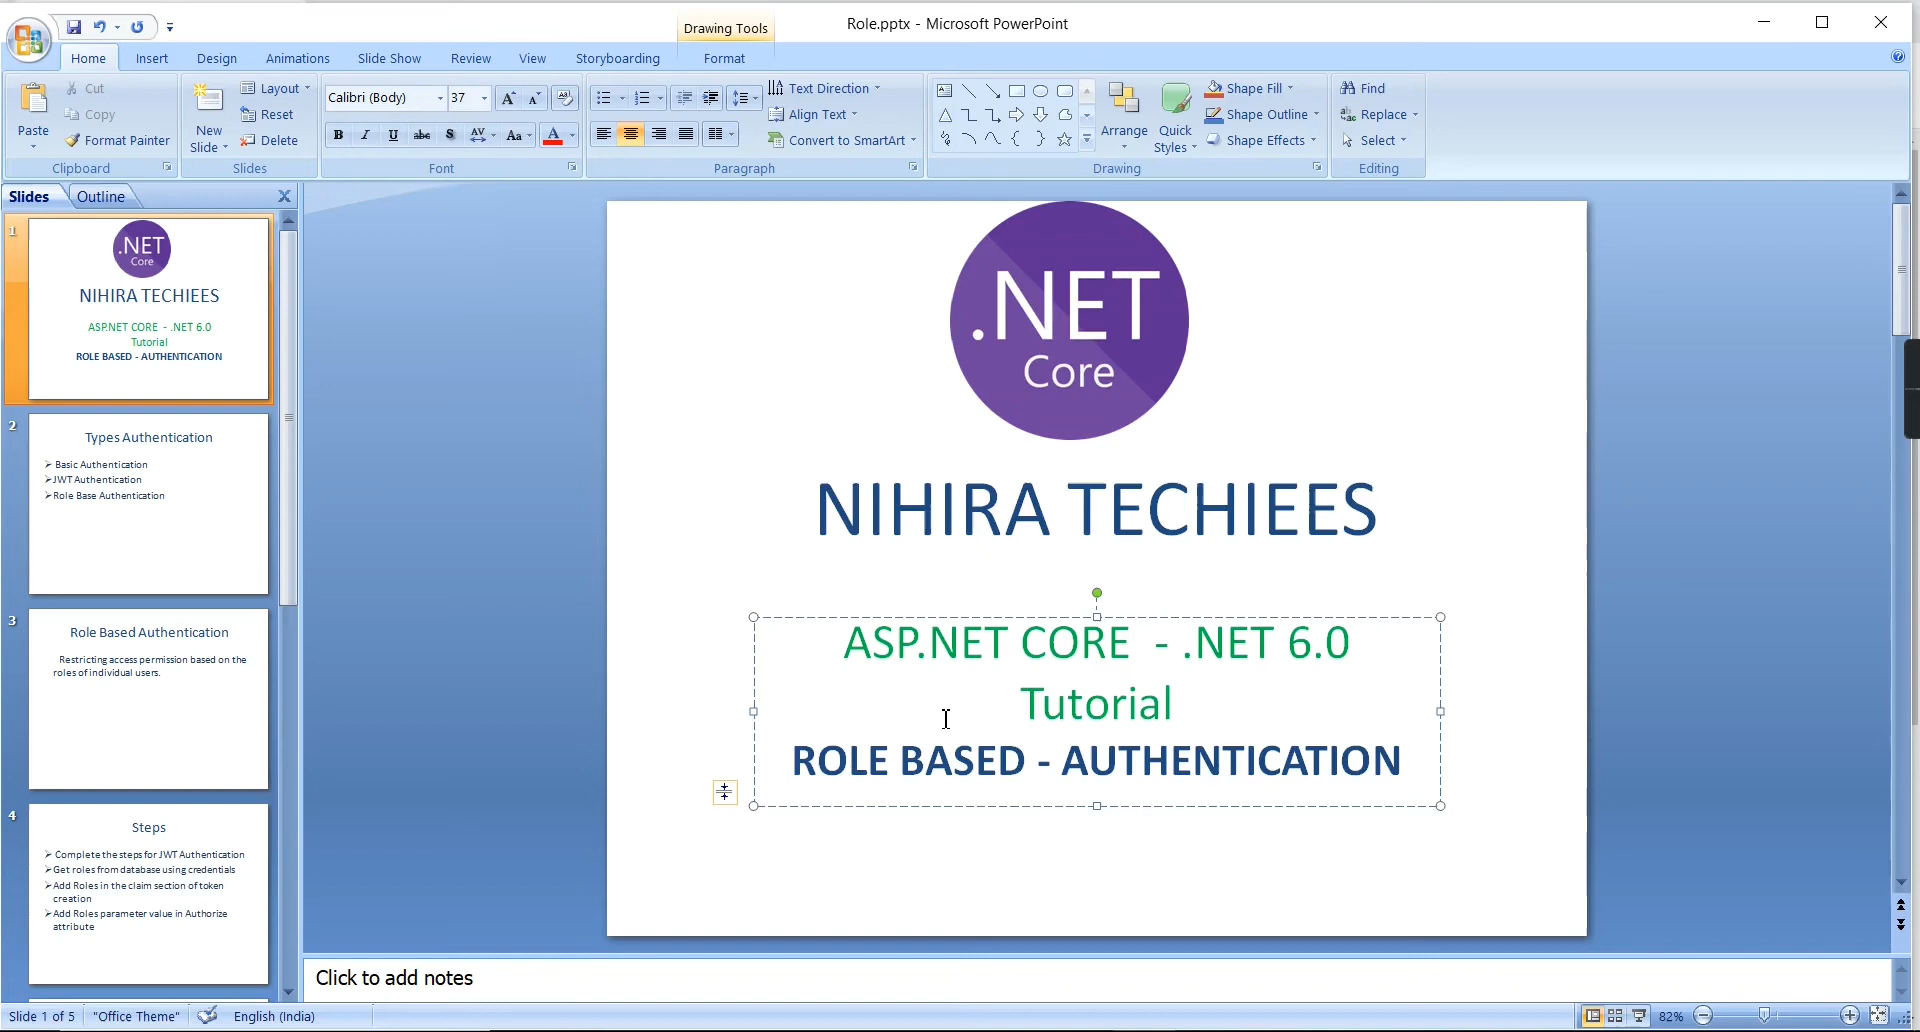 Drawing Tools
Role.pptx - Microsoft PowerPoint
Home Insert Design Animations Slide Show Review View Storyboarding Format
Paste
Cut
Copy
Format Painter
Clipboard
New
Slide
Layout
Reset
Delete
Slides
Calibri (Body) 37
B I U abc S AV Aa A
Font
Text Direction
Align Text
Convert to SmartArt
Paragraph
Arrange
Quick
Styles
Shape Fill
Shape Outline
Shape Effects
Drawing
Find
Replace
Select
Editing
Slides Outline
1
.NET
Core
NIHIRA TECHIEES
ASP.NET CORE - .NET 6.0
Tutorial
ROLE BASED - AUTHENTICATION
2
Types Authentication
➢ Basic Authentication
➢JWT Authentication
➢Role Base Authentication
3
Role Based Authentication
Restricting access permission based on the
roles of individual users.
4
Steps
➢ Complete the steps for JWT Authentication
➢Get roles from database using credentials
➢Add Roles in the claim section of token
creation
➢Add Roles parameter value in Authorize
attribute
.NET
Core
NIHIRA TECHIEES
ASP.NET CORE - .NET 6.0
Tutorial
ROLE BASED - AUTHENTICATION
Click to add notes
Slide 1 of 5 "Office Theme" English (India) 82%